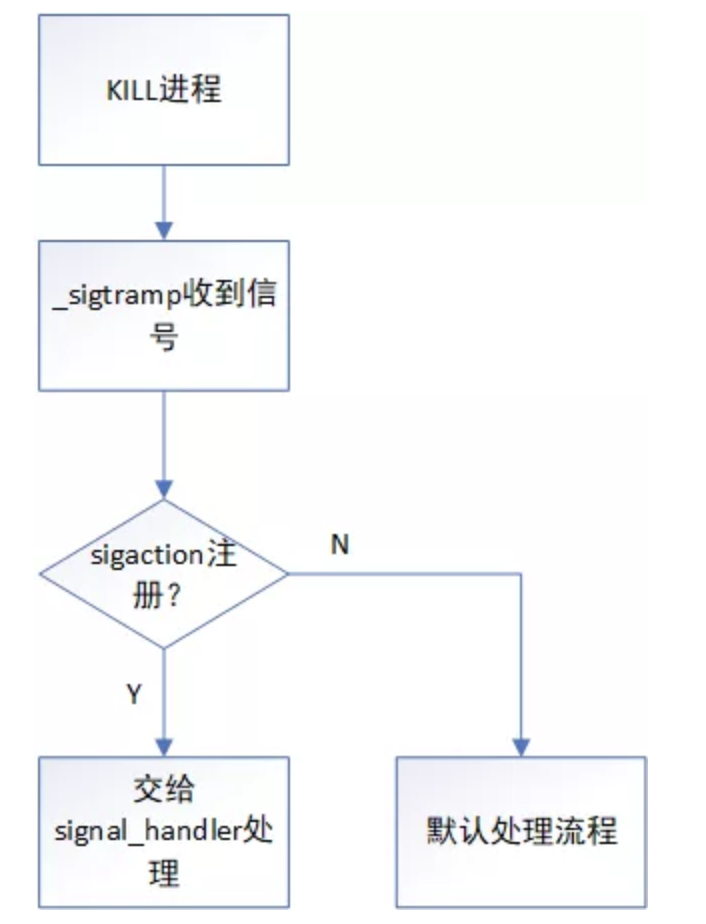 KILL进程
_sigtramp收到信
号
sigaction注
册？
N
Y
交给
signal_handler处
理
默认处理流程